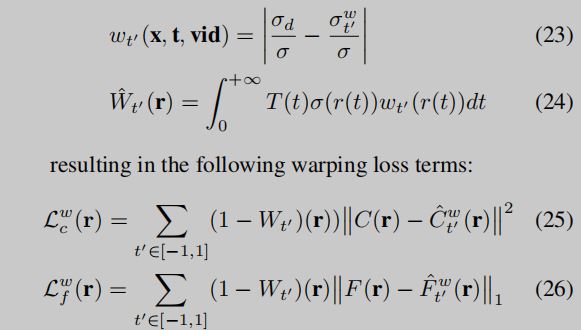 w_{t'}(x, t, vid) = | σ_d / σ − σ^w_{t'} / σ | (23)
Ŵ_{t'}(r) = ∫_0^{+∞} T(t)σ(r(t))w_{t'}(r(t))dt (24)
resulting in the following warping loss terms:
L^w_c(r) = Σ_{t'∈[−1,1]} (1 − W_{t'})(r))‖C(r) − Ĉ^w_{t'}(r)‖^2 (25)
L^w_f(r) = Σ_{t'∈[−1,1]} (1 − W_{t'})(r)‖F(r) − F̂^w_{t'}(r)‖_1 (26)